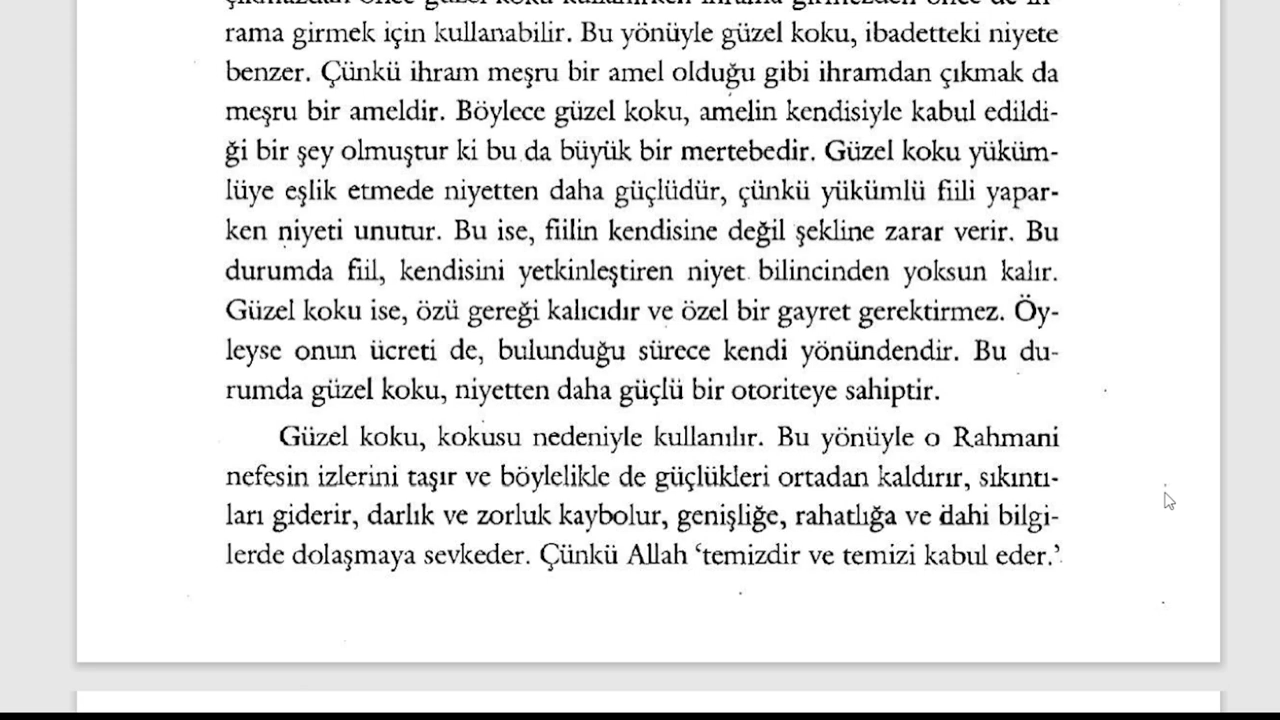 rama girmek için kullanabilir. Bu yönüyle güzel koku, ibadetteki niyete
benzer. Çünkü ihram meşru bir amel olduğu gibi ihramdan çıkmak da
meşru bir ameldir. Böylece güzel koku, amelin kendisiyle kabul edildi-
ği bir şey olmuştur ki bu da büyük bir mertebedir. Güzel koku yüküm-
lüye eşlik etmede niyetten daha güçlüdür, çünkü yükümlü fiili yapar-
ken niyeti unutur. Bu ise, fiilin kendisine değil şekline zarar verir. Bu
durumda fiil, kendisini yetkinleştiren niyet bilincinden yoksun kalır.
Güzel koku ise, özü gereği kalıcıdır ve özel bir gayret gerektirmez. Öy-
leyse onun ücreti de, bulunduğu sürece kendi yönündendir. Bu du-
rumda güzel koku, niyetten daha güçlü bir otoriteye sahiptir.
Güzel koku, kokusu nedeniyle kullanılır. Bu yönüyle o Rahmani
nefesin izlerini taşır ve böylelikle de güçlükleri ortadan kaldırır, sıkıntı-
ları giderir, darlık ve zorluk kaybolur, genişliğe, rahatlığa ve dahi bilgi-
lerde dolaşmaya sevkeder. Çünkü Allah ‘temizdir ve temizi kabul eder.’